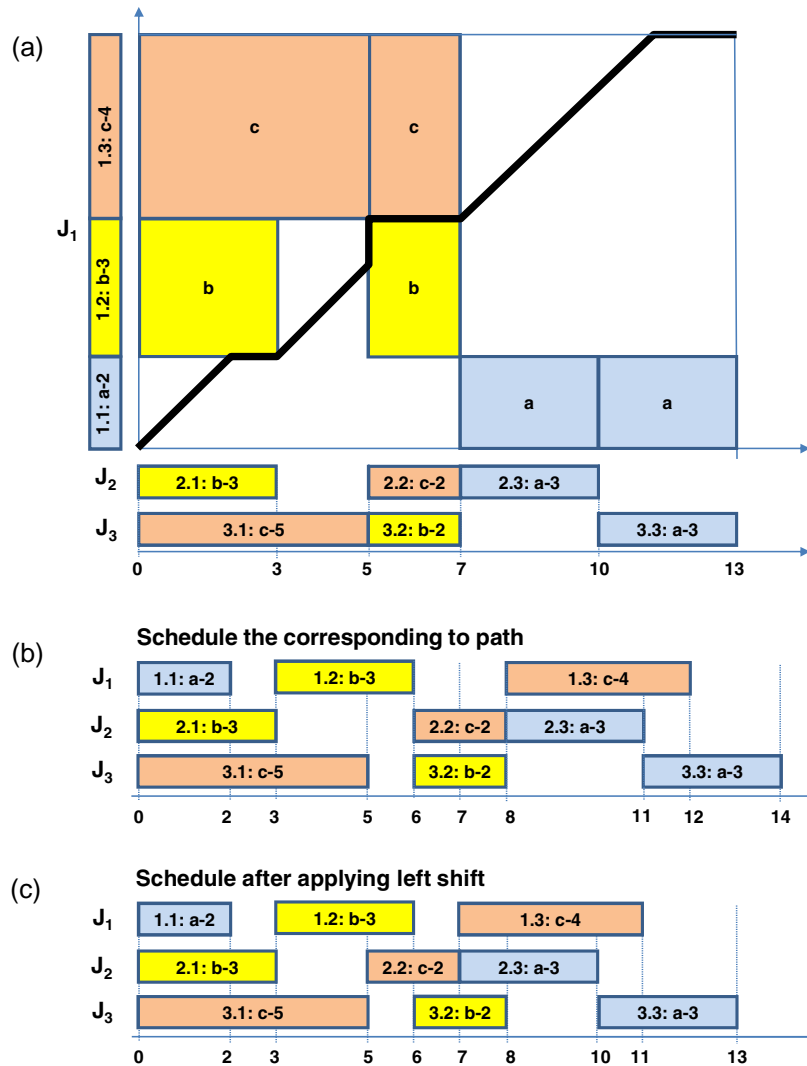 (a)
1.3: c-4
c
c
J1
1.2: b-3
b
b
1.1: a-2
a
a
J2
2.1: b-3
2.2: c-2
2.3: a-3
J3
3.1: c-5
3.2: b-2
3.3: a-3
0 3 5 7 10 13
Schedule the corresponding to path
(b)
J1
1.1: a-2
1.2: b-3
1.3: c-4
J2
2.1: b-3
2.2: c-2
2.3: a-3
J3
3.1: c-5
3.2: b-2
3.3: a-3
0 2 3 5 6 7 8 11 12 14
Schedule after applying left shift
(c)
J1
1.1: a-2
1.2: b-3
1.3: c-4
J2
2.1: b-3
2.2: c-2
2.3: a-3
J3
3.1: c-5
3.2: b-2
3.3: a-3
0 2 3 5 6 7 8 10 11 13